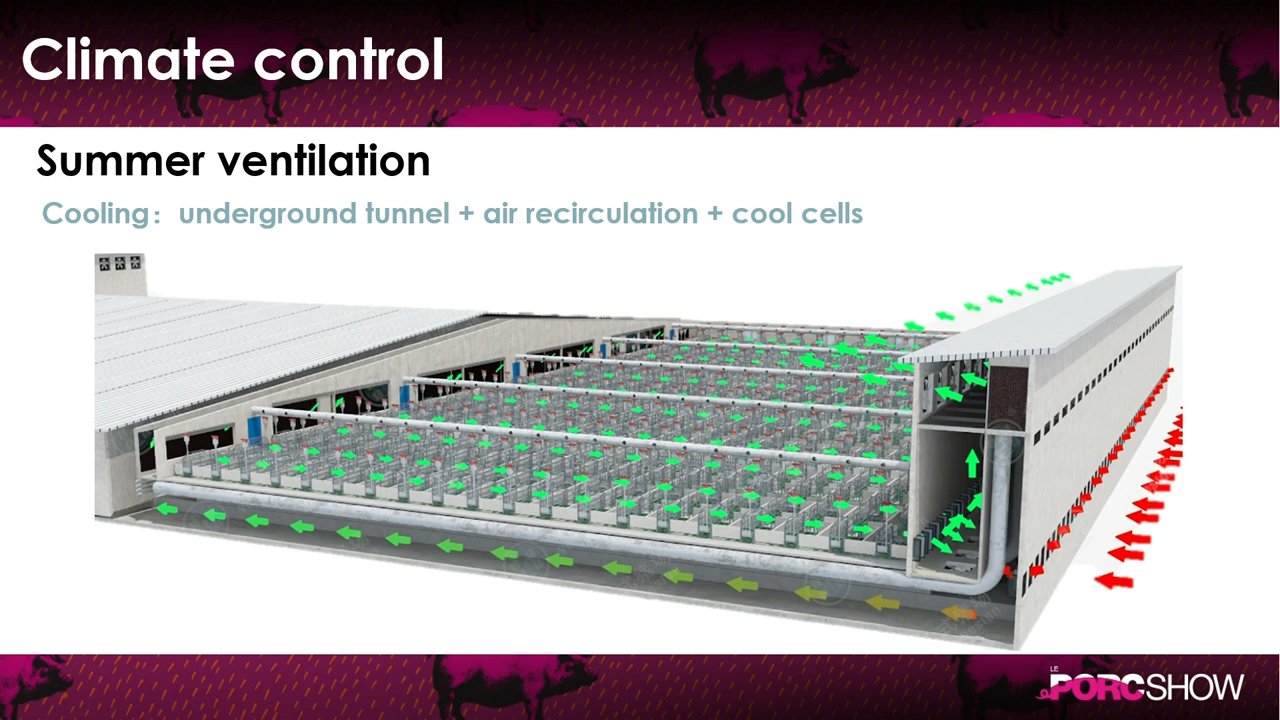 Climate control
Summer ventilation
Cooling：underground tunnel + air recirculation + cool cells
LE
PORCSHOW